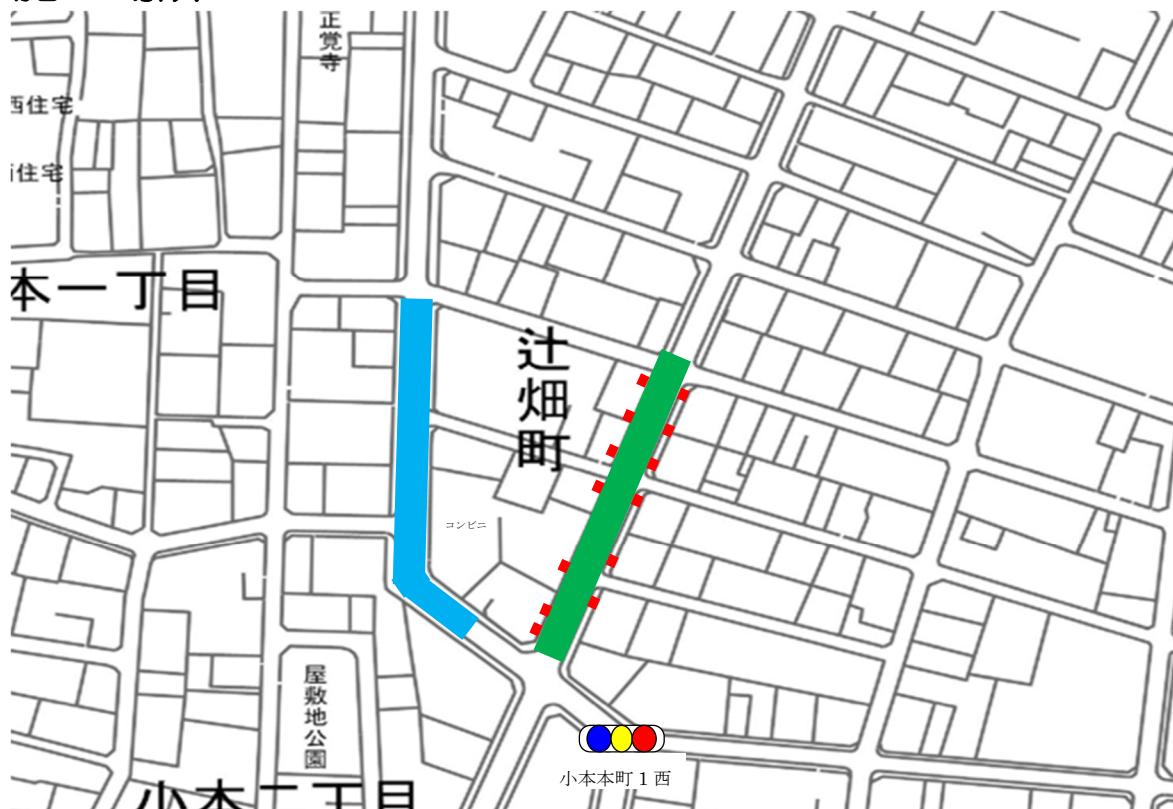 正覚寺
西住宅
住宅
本一丁目
辻畑町
コンビニ
屋敷地公園
小本本町1西
小本二丁目